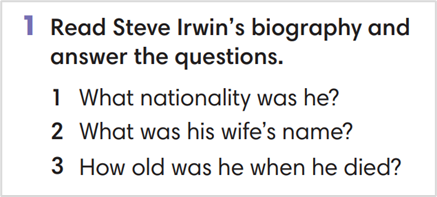 1 Read Steve Irwin's biography and
answer the questions.
1 What nationality was he?
2 What was his wife's name?
3 How old was he when he died?